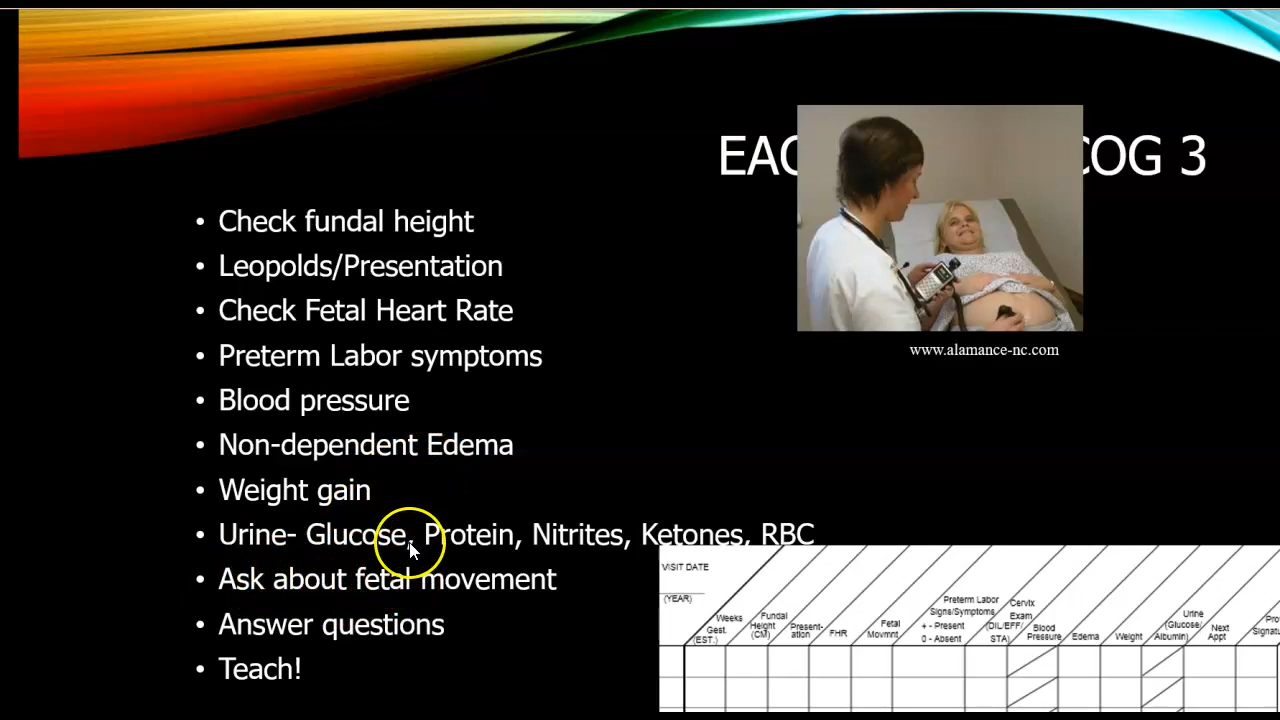 EAC COG 3
• Check fundal height
• Leopolds/Presentation
• Check Fetal Heart Rate
• Preterm Labor symptoms
• Blood pressure
• Non-dependent Edema
• Weight gain
• Urine- Glucose, Protein, Nitrites, Ketones, RBC
• Ask about fetal movement
• Answer questions
• Teach!
www.alamance-nc.com
VISIT DATE
(YEAR)
Weeks
Gest.
(EST.)
Fundal
Height
(CM)
Present-
ation
FHR
Fetal
Movmnt
Preterm Labor
Signs/Symptoms
+ - Present
0 - Absent
Cervix
Exam
(DIL/EFF/
STA)
Blood
Pressure
Edema
Weight
Urine
(Glucose/
Albumin)
Next
Appt